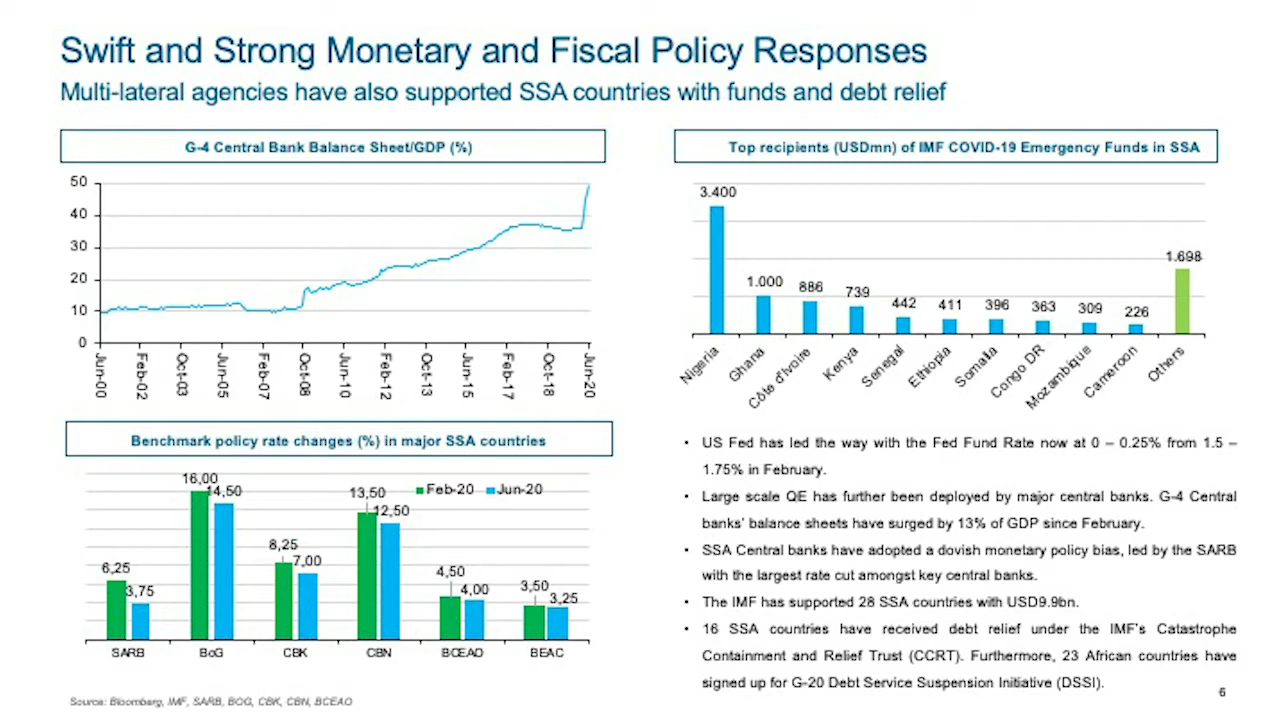 Swift and Strong Monetary and Fiscal Policy Responses
Multi-lateral agencies have also supported SSA countries with funds and debt relief
G-4 Central Bank Balance Sheet/GDP (%)
50
40
30
20
10
0
Jun-00 Feb-02 Oct-03 Jun-05 Feb-07 Oct-08 Jun-10 Feb-12 Oct-13 Jun-15 Feb-17 Oct-18 Jun-20
Top recipients (USDmn) of IMF COVID-19 Emergency Funds in SSA
3.400 1.000 886 739 442 411 396 363 309 226 1.698
Nigeria Ghana Côte d'Ivoire Kenya Senegal Ethiopia Somalia Congo DR Mozambique Cameroon Others
Benchmark policy rate changes (%) in major SSA countries
Feb-20 Jun-20
6,25 3,75 16,00 14,50 8,25 7,00 13,50 12,50 4,50 4,00 3,50 3,25
SARB BoG CBK CBN BCEAO BEAC
• US Fed has led the way with the Fed Fund Rate now at 0 – 0.25% from 1.5 –
1.75% in February.
• Large scale QE has further been deployed by major central banks. G-4 Central
banks' balance sheets have surged by 13% of GDP since February.
• SSA Central banks have adopted a dovish monetary policy bias, led by the SARB
with the largest rate cut amongst key central banks.
• The IMF has supported 28 SSA countries with USD9.9bn.
• 16 SSA countries have received debt relief under the IMF's Catastrophe
Containment and Relief Trust (CCRT). Furthermore, 23 African countries have
signed up for G-20 Debt Service Suspension Initiative (DSSI).
Source: Bloomberg, IMF, SARB, BOG, CBK, CBN, BCEAO
6